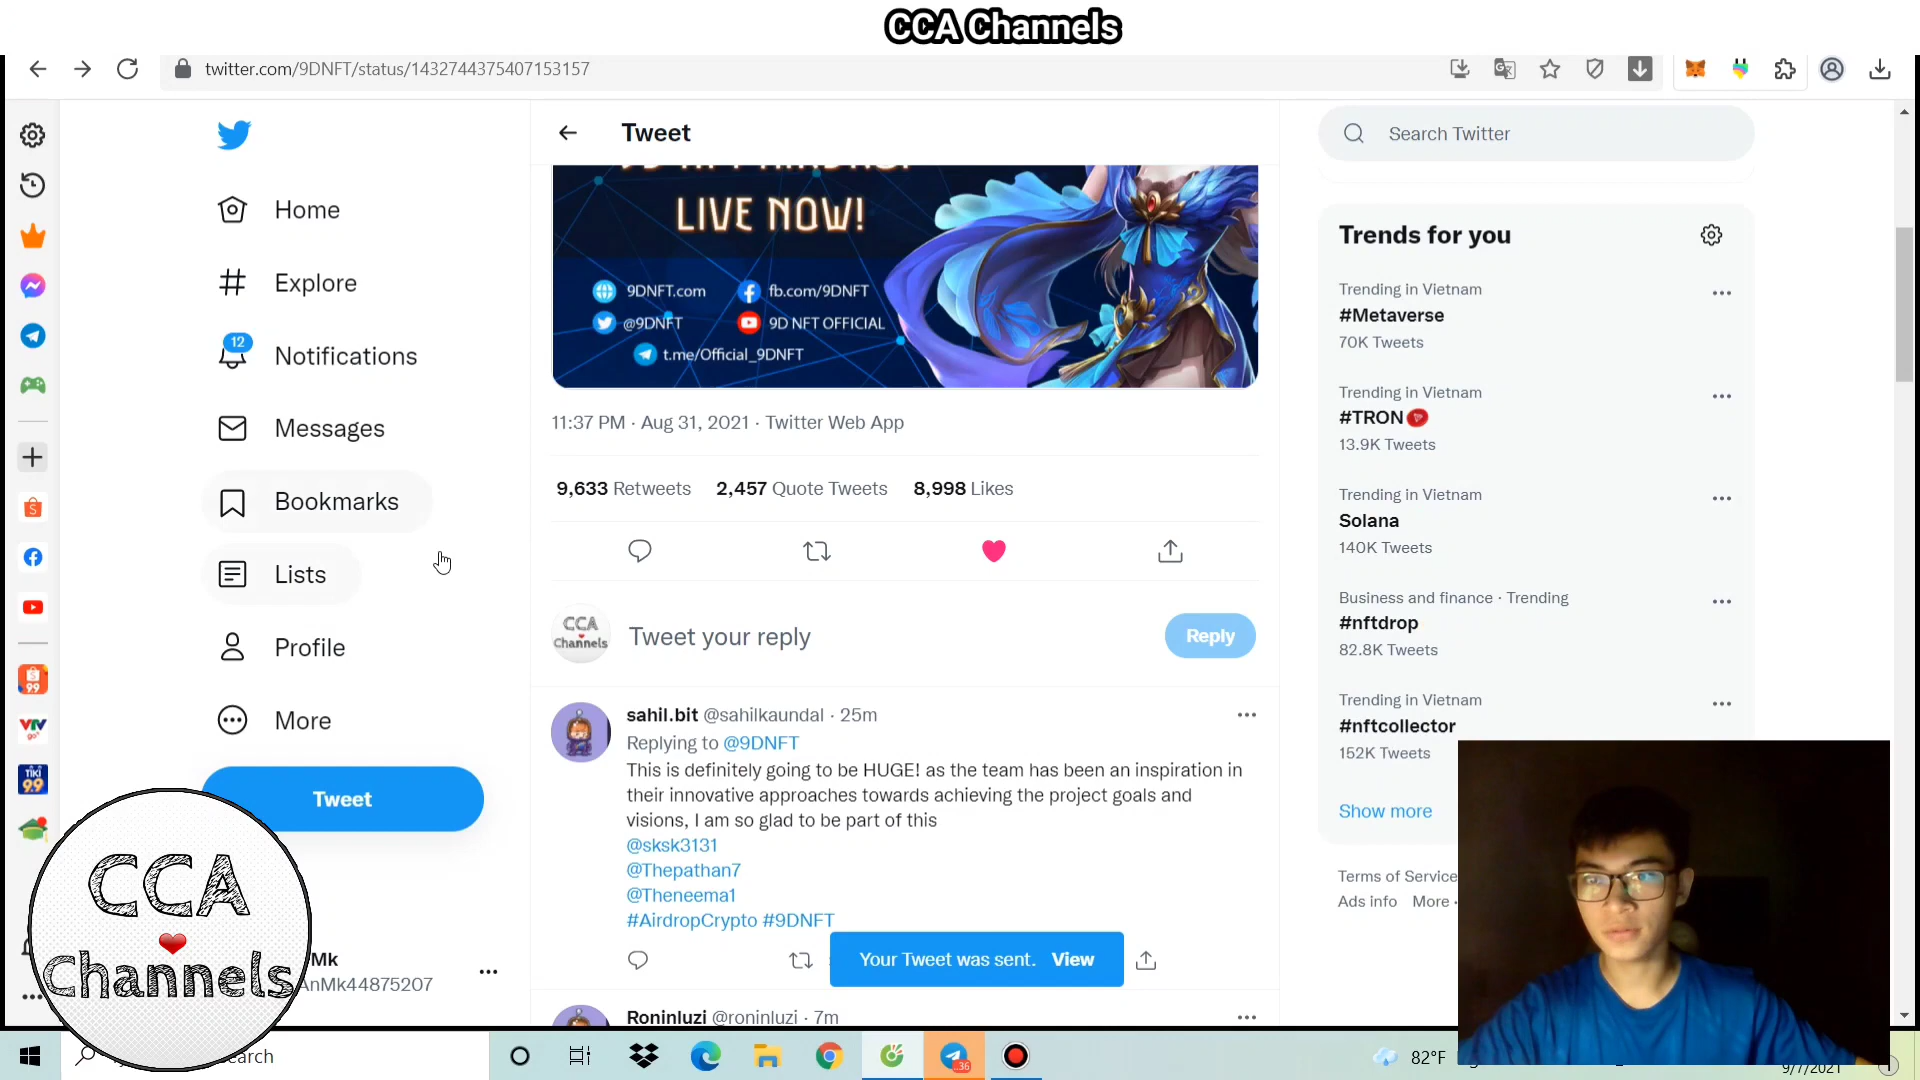 CCA Channels
twitter.com/9DNFT/status/1432744375407153157
Home
Explore
12
Notifications
Messages
Bookmarks
Lists
Profile
More
Tweet
Mk
AnMk44875207
CCA
Channels
Tweet
LIVE NOW!
9DNFT.com
fb.com/9DNFT
@9DNFT
9D NFT OFFICIAL
t.me/Official_9DNFT
11:37 PM · Aug 31, 2021 · Twitter Web App
9,633 Retweets 2,457 Quote Tweets 8,998 Likes
CCA
Channels
Tweet your reply
Reply
sahil.bit @sahilkaundal · 25m
Replying to @9DNFT
This is definitely going to be HUGE! as the team has been an inspiration in
their innovative approaches towards achieving the project goals and
visions, I am so glad to be part of this
@sksk3131
@Thepathan7
@Theneema1
#AirdropCrypto #9DNFT
Your Tweet was sent. View
Roninluzi @roninluzi · 7m
Search Twitter
Trends for you
Trending in Vietnam
#Metaverse
70K Tweets
Trending in Vietnam
#TRON
13.9K Tweets
Trending in Vietnam
Solana
140K Tweets
Business and finance · Trending
#nftdrop
82.8K Tweets
Trending in Vietnam
#nftcollector
152K Tweets
Show more
Terms of Service
Ads info More
82°F
9/7/2021